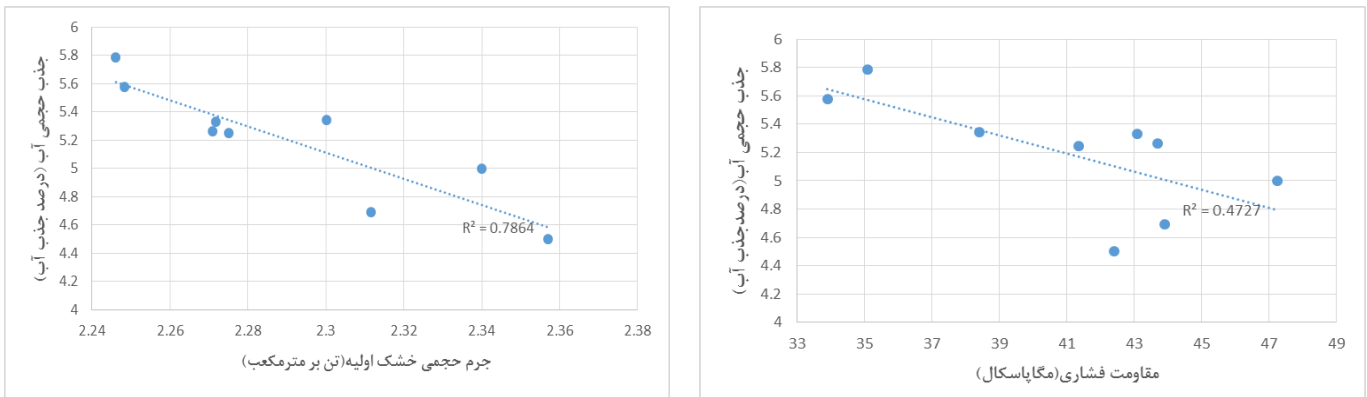 جذب حجمی آب (درصد جذب آب)
6
5.8
5.6
5.4
5.2
5
4.8
4.6
4.4
4.2
4
R² = 0.7864
2.24 2.26 2.28 2.3 2.32 2.34 2.36 2.38
جرم حجمی خشک اولیه(تن بر مترمکعب)
جذب حجمی آب(درصدجذب آب)
6
5.8
5.6
5.4
5.2
5
4.8
4.6
4.4
4.2
4
R² = 0.4727
33 35 37 39 41 43 45 47 49
مقاومت فشاری(مگاپاسکال)